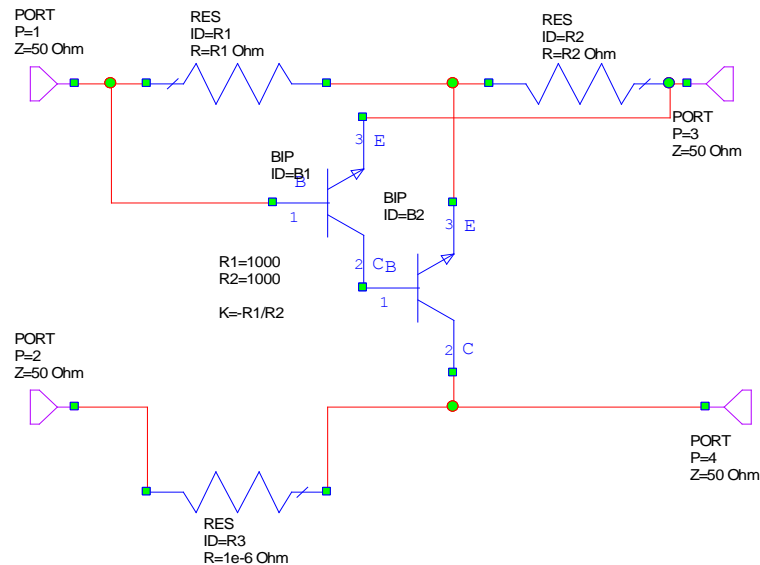 PORT
P=1
Z=50 Ohm
RES
ID=R1
R=R1 Ohm
RES
ID=R2
R=R2 Ohm
PORT
P=3
Z=50 Ohm
3 E
BIP
ID=B1
B
1
2 C
BIP
ID=B2
3 E
B
1
2 C
R1=1000
R2=1000
K=-R1/R2
PORT
P=2
Z=50 Ohm
PORT
P=4
Z=50 Ohm
RES
ID=R3
R=1e-6 Ohm